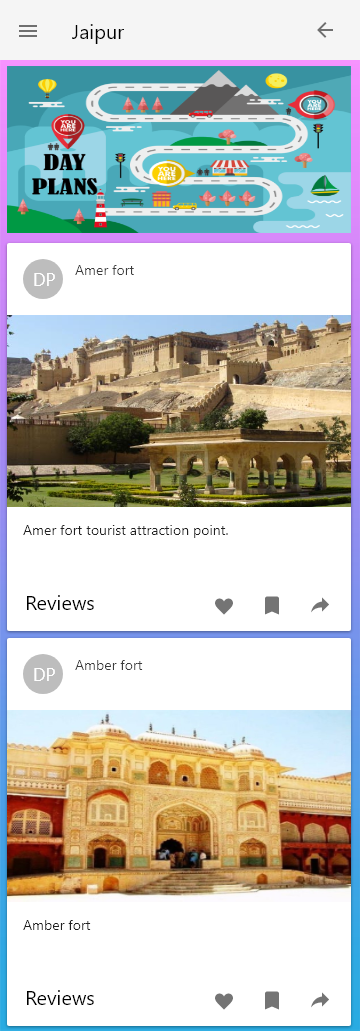 Jaipur
YOU ARE HERE
YOU ARE HERE
YOU ARE HERE
DAY
PLANS
DP
Amer fort
Amer fort tourist attraction point.
Reviews
DP
Amber fort
Amber fort
Reviews